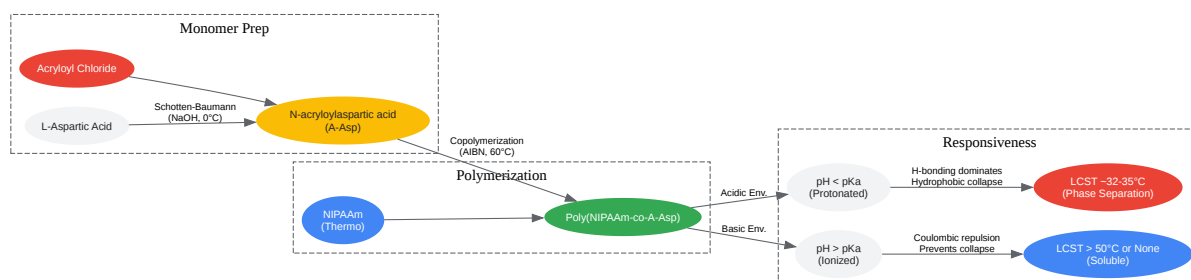 Monomer Prep
Acryloyl Chloride
L-Aspartic Acid
Schotten-Baumann
(NaOH, 0°C)
N-acryloylaspartic acid
(A-Asp)
Copolymerization
(AIBN, 60°C)
Polymerization
NIPAAm
(Thermo)
Poly(NIPAAm-co-A-Asp)
Acidic Env.
Basic Env.
Responsiveness
pH < pKa
(Protonated)
H-bonding dominates
Hydrophobic collapse
LCST ~32-35°C
(Phase Separation)
pH > pKa
(Ionized)
Coulombic repulsion
Prevents collapse
LCST > 50°C or None
(Soluble)